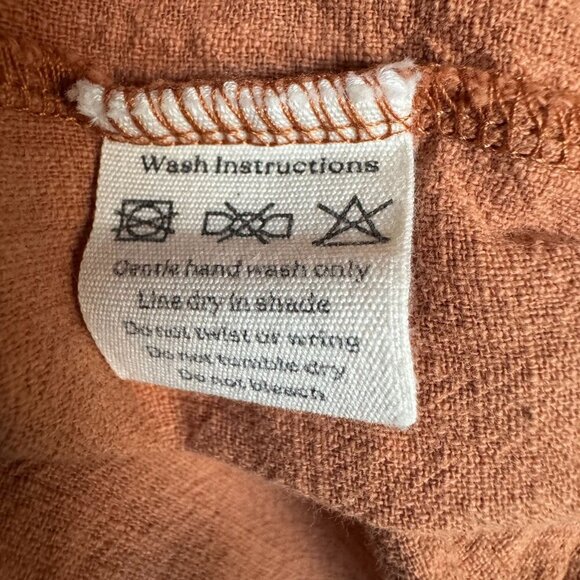 Wash Instructions
Gentle hand wash only
Line dry in shade
Do not twist or wring
Do not tumble dry
Do not bleach